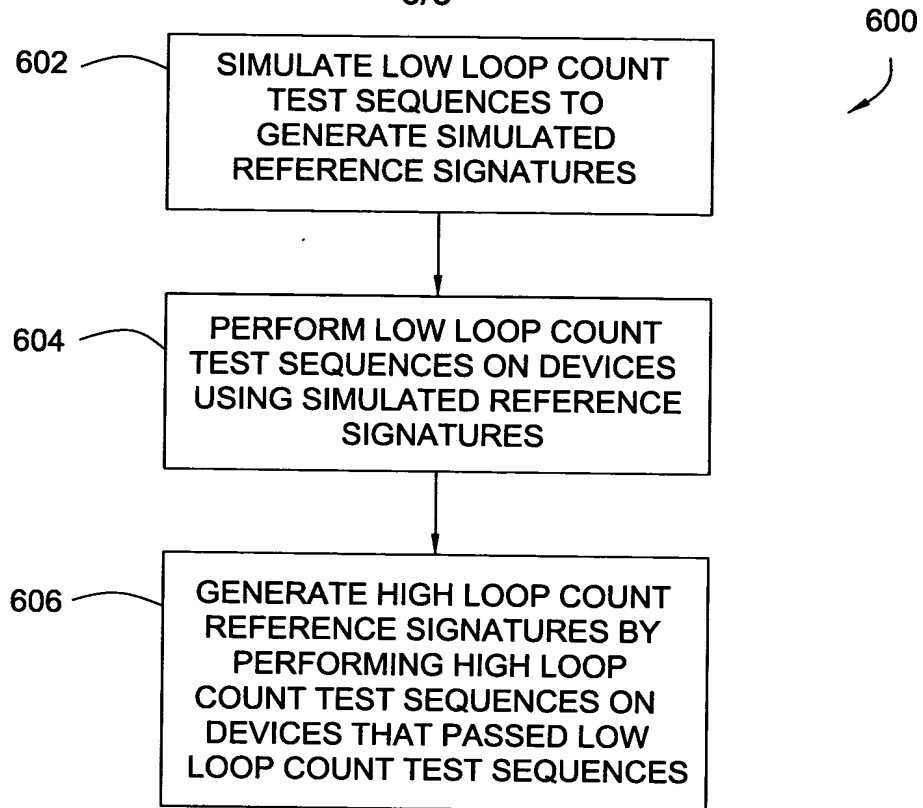 600
602
SIMULATE LOW LOOP COUNT
TEST SEQUENCES TO
GENERATE SIMULATED
REFERENCE SIGNATURES
604
PERFORM LOW LOOP COUNT
TEST SEQUENCES ON DEVICES
USING SIMULATED REFERENCE
SIGNATURES
606
GENERATE HIGH LOOP COUNT
REFERENCE SIGNATURES BY
PERFORMING HIGH LOOP
COUNT TEST SEQUENCES ON
DEVICES THAT PASSED LOW
LOOP COUNT TEST SEQUENCES